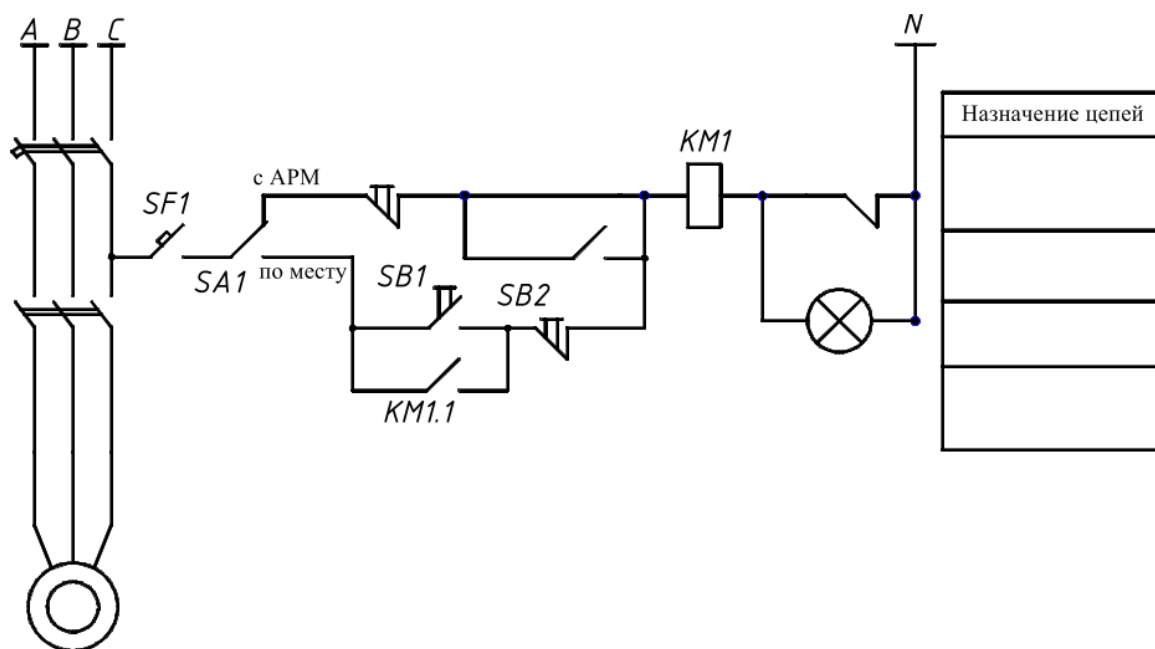 A B C
N
Назначение цепей
KM1
с АРМ
SF1
SA1
по месту
SB1
SB2
KM1.1